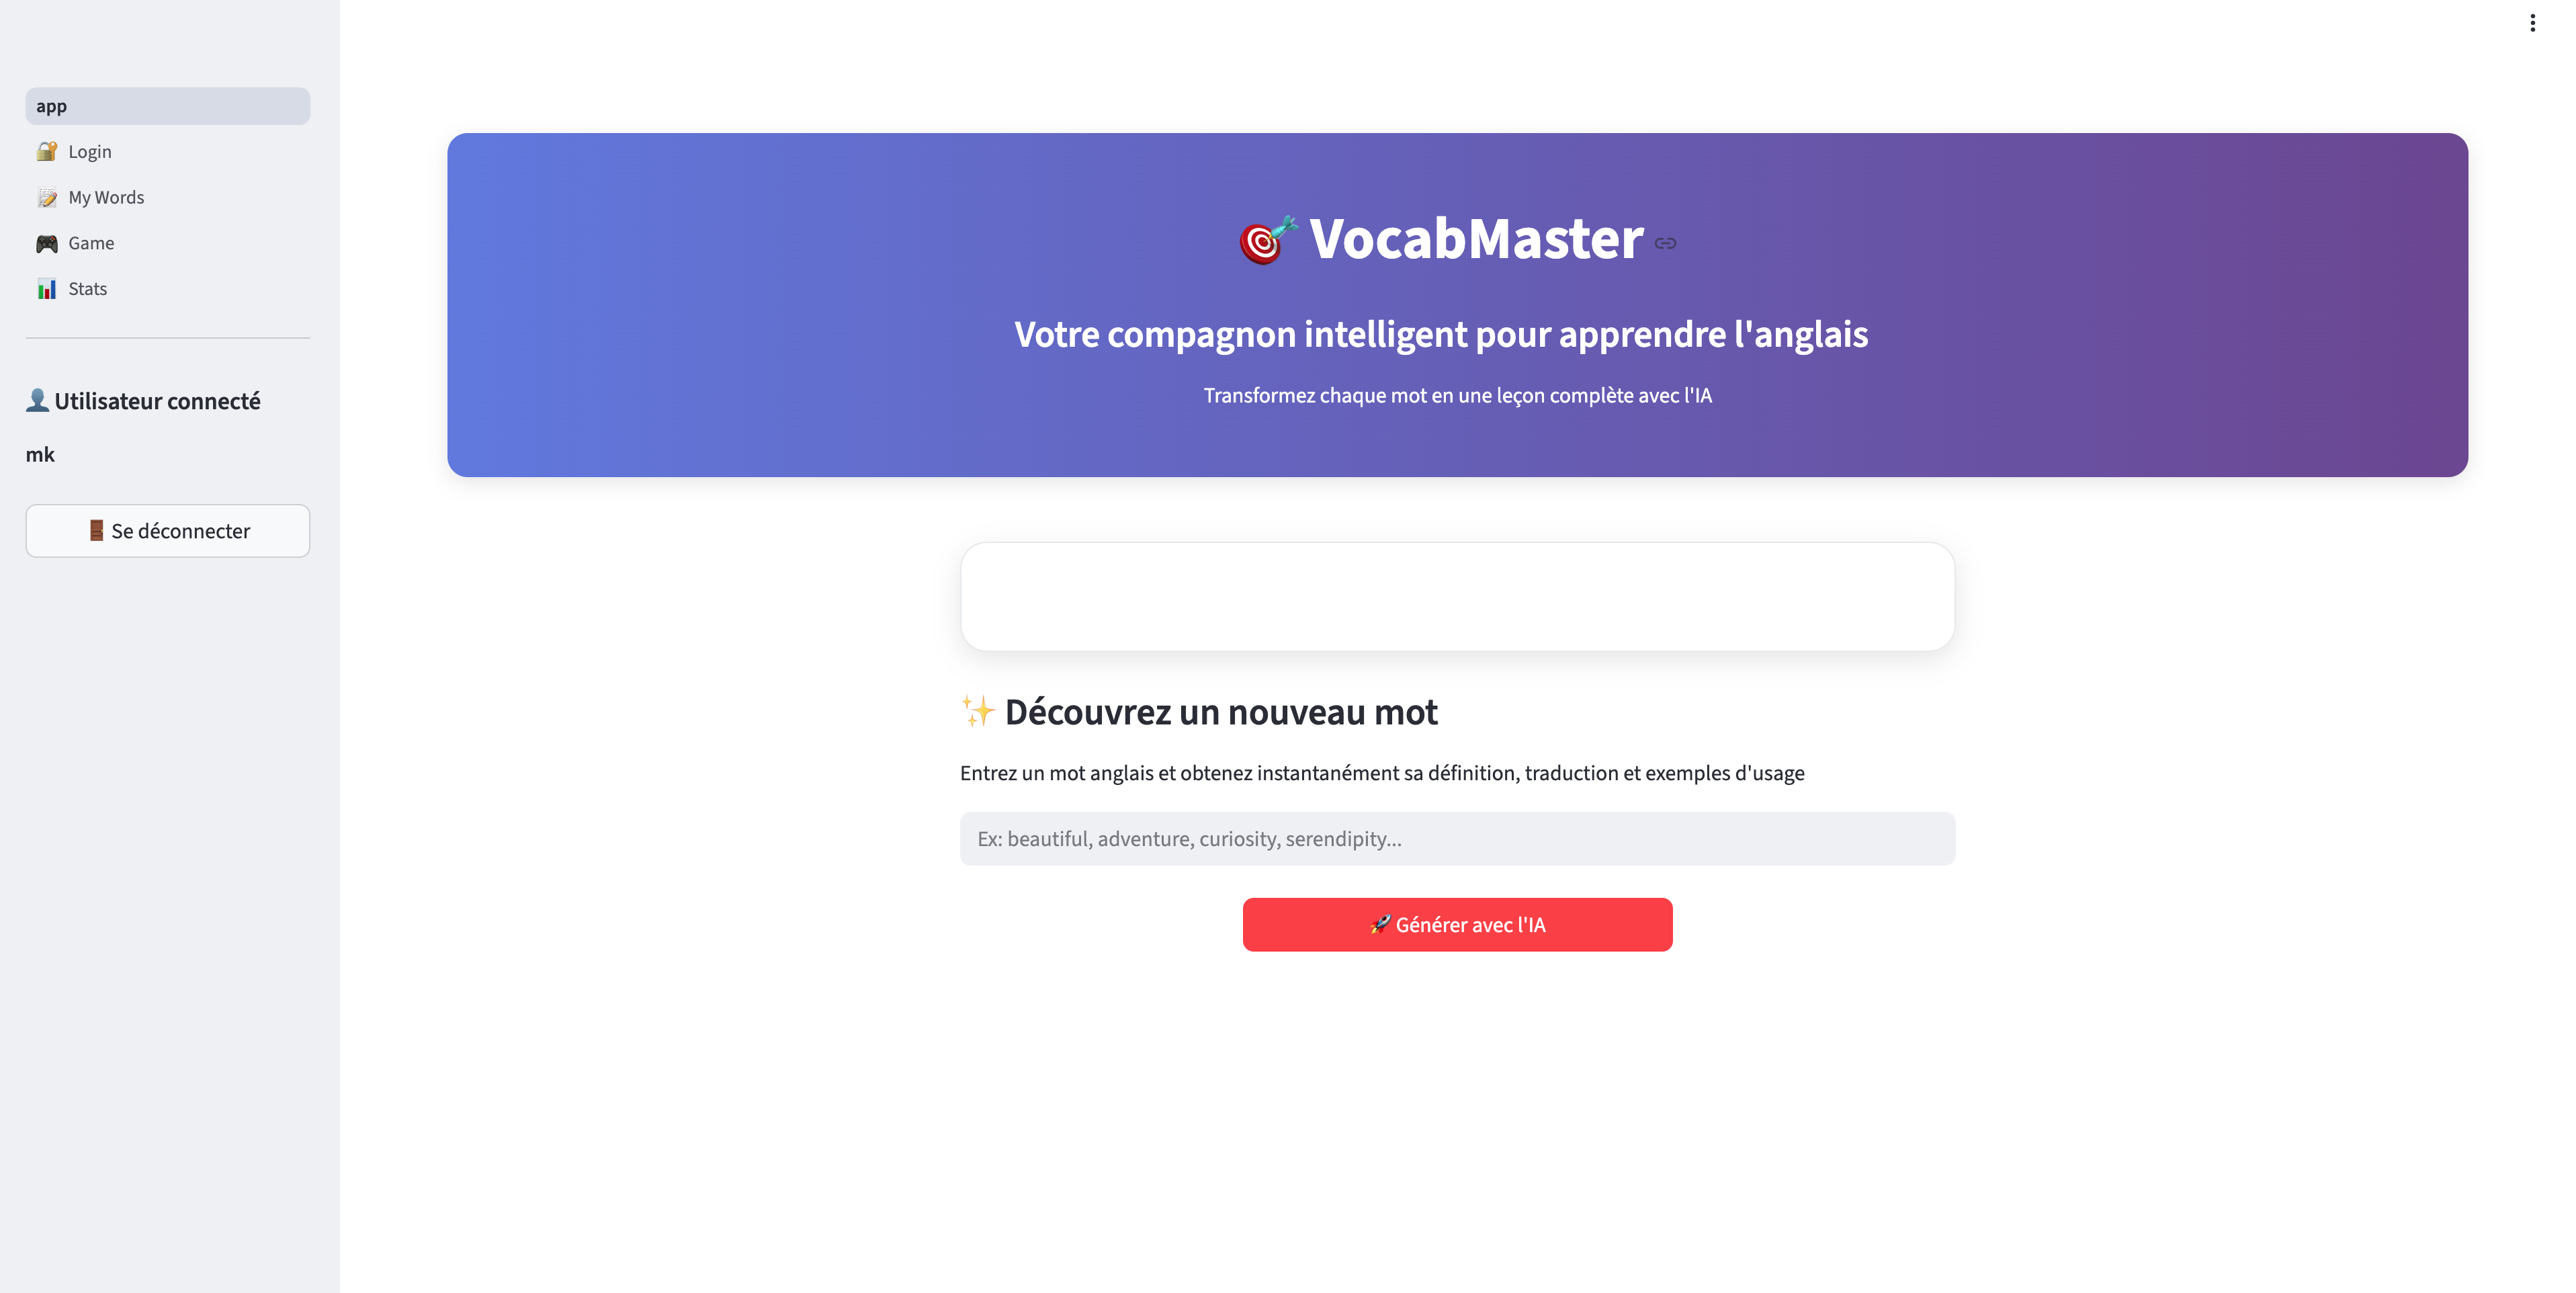 app
Login
My Words
Game
Stats
Utilisateur connecté
mk
Se déconnecter
VocabMaster
Votre compagnon intelligent pour apprendre l'anglais
Transformez chaque mot en une leçon complète avec l'IA
Découvrez un nouveau mot
Entrez un mot anglais et obtenez instantanément sa définition, traduction et exemples d'usage
Ex: beautiful, adventure, curiosity, serendipity...
Générer avec l'IA